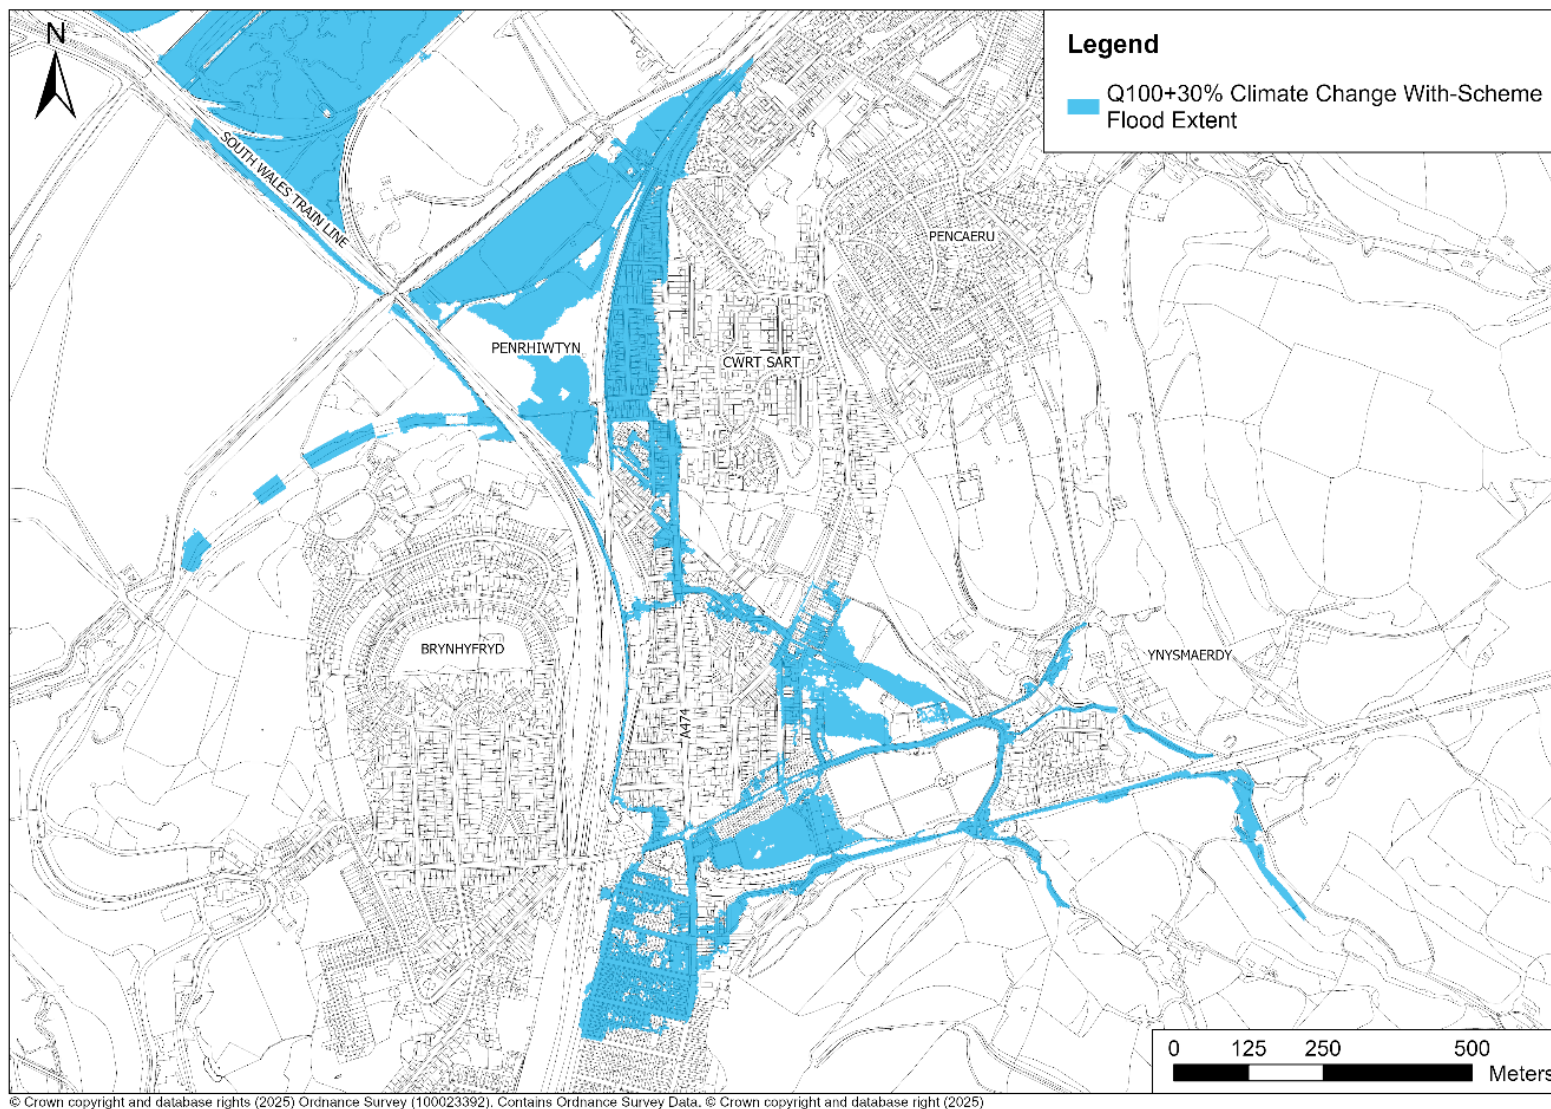 N
Legend
Q100+30% Climate Change With-Scheme
Flood Extent
SOUTH WALES TRAIN LINE
PENCAERU
PENRHIWTYN
CWRT SART
BRYNHYFRYD
YNYSMAERDY
A474
0 125 250 500
Meters
© Crown copyright and database rights (2025) Ordnance Survey (100023392). Contains Ordnance Survey Data. © Crown copyright and database right (2025)